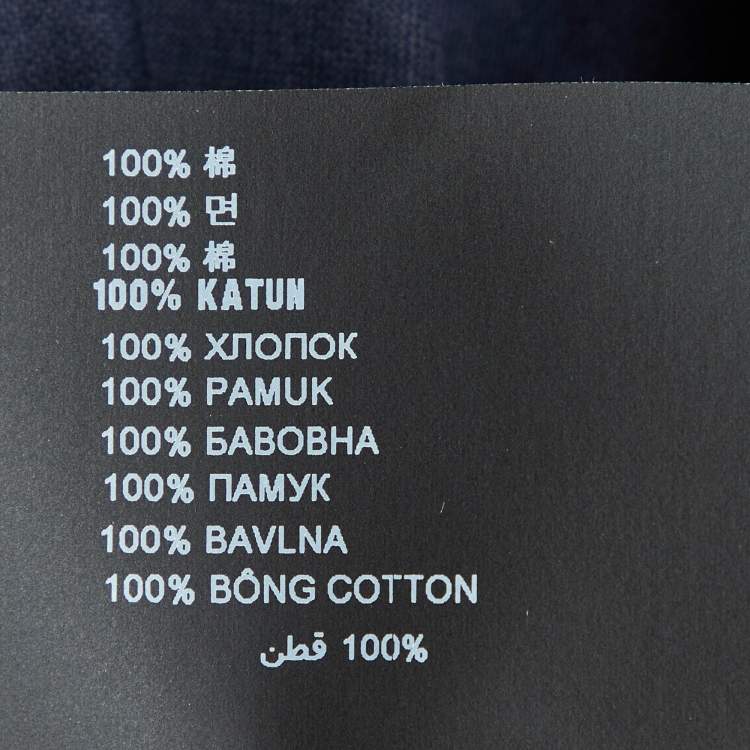 100% 棉
100% 면
100% 棉
100% KATUN
100% ХЛОПОК
100% PAMUK
100% БАВОВНА
100% ПАМУК
100% BAVLNA
100% BÔNG COTTON
100% قطن